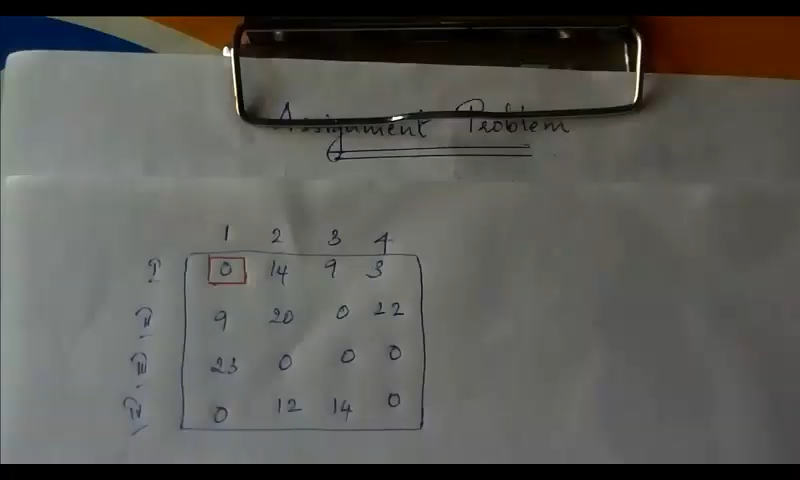 Assignment Problem
1 2 3 4
I 0 14 9 3
II 9 20 0 22
III 23 0 0 0
IV 0 12 14 0